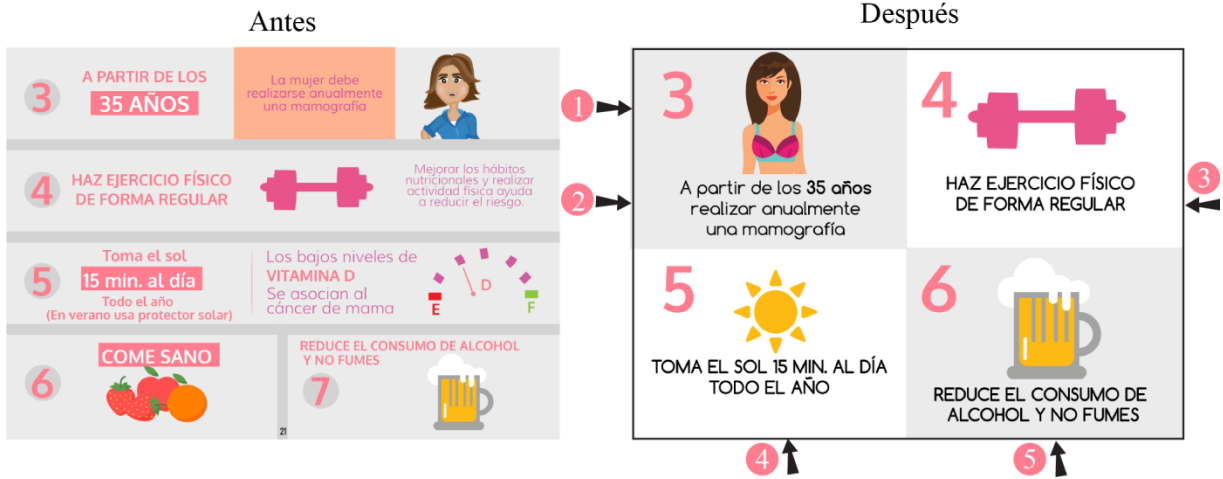 Antes
3
A PARTIR DE LOS
35 AÑOS
La mujer debe
realizarse anualmente
una mamografia
4
HAZ EJERCICIO FÍSICO
DE FORMA REGULAR
Mejorar los hábitos
nutricionales y realizar
actividad física ayuda
a reducir el riesgo.
5
Toma el sol
15 min. al día
Todo el año
(En verano usa protector solar)
Los bajos niveles de
VITAMINA D
Se asocian al
cáncer de mama
D
E
F
6
COME SANO
21
REDUCE EL CONSUMO DE ALCOHOL
Y NO FUMES
7
Después
1
2
3
A partir de los 35 años
realizar anualmente
una mamografía
4
HAZ EJERCICIO FÍSICO
DE FORMA REGULAR
3
5
TOMA EL SOL 15 MIN. AL DÍA
TODO EL AÑO
6
REDUCE EL CONSUMO DE
ALCOHOL Y NO FUMES
4
5